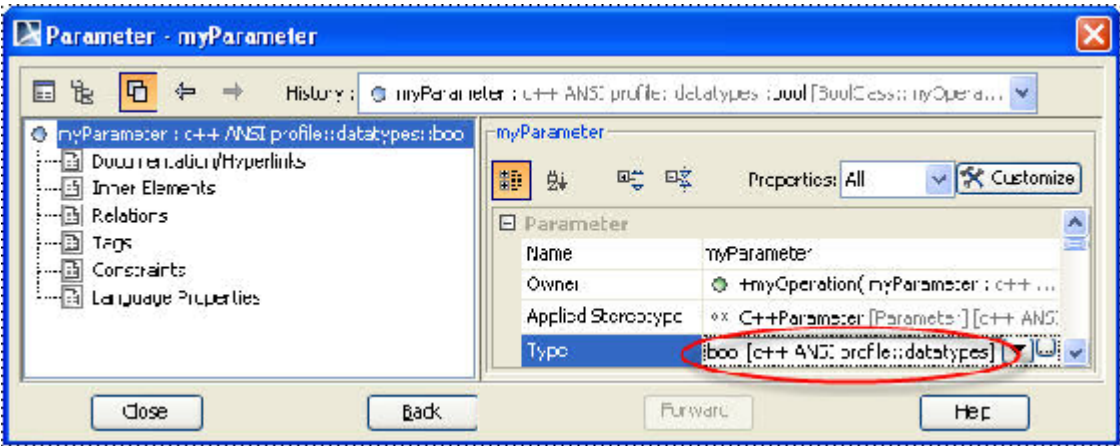 Parameter - myParameter
History : myParameter : c++ ANSI profile::datatypes::bool [BoolClass::myOpera...
myParameter : c++ ANSI profile::datatypes::boo
Documentation/Hyperlinks
Inner Elements
Relations
Tags
Constraints
Language Properties
myParameter
Properties: All Customize
Parameter
Name myParameter
Owner +myOperation( myParameter : c++ ...
Applied Stereotype «» C++Parameter [Parameter] [c++ ANSI
Type bool [c++ ANSI profile::datatypes] ...
Close Back Forward Help